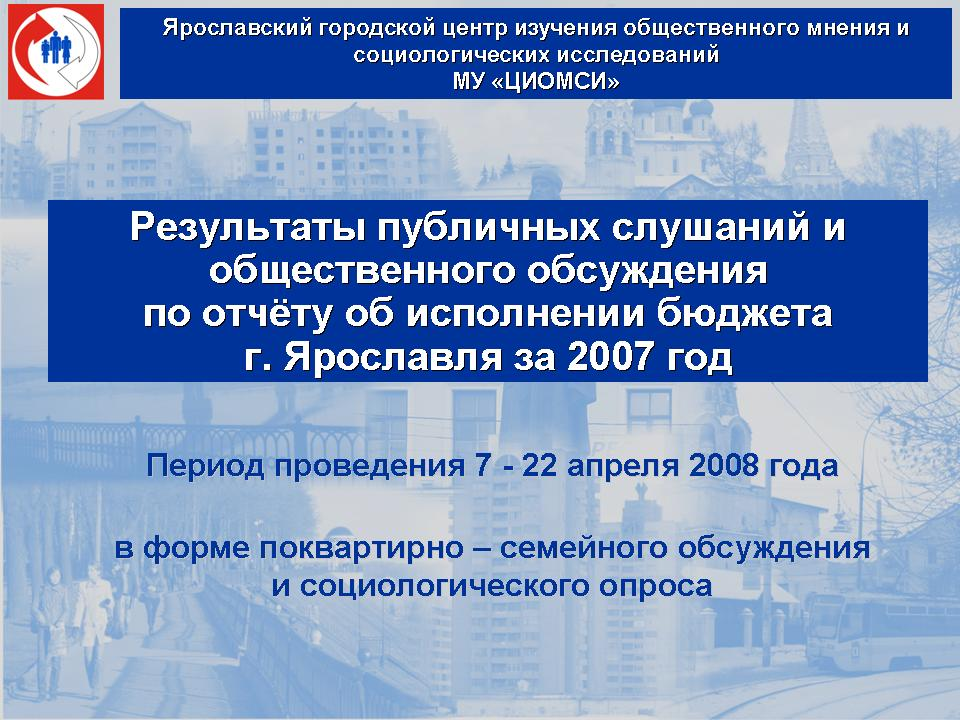 Ярославский городской центр изучения общественного мнения и
социологических исследований
МУ «ЦИОМСИ»
Результаты публичных слушаний и
общественного обсуждения
по отчёту об исполнении бюджета
г. Ярославля за 2007 год
Период проведения 7 - 22 апреля 2008 года
в форме поквартирно – семейного обсуждения
и социологического опроса